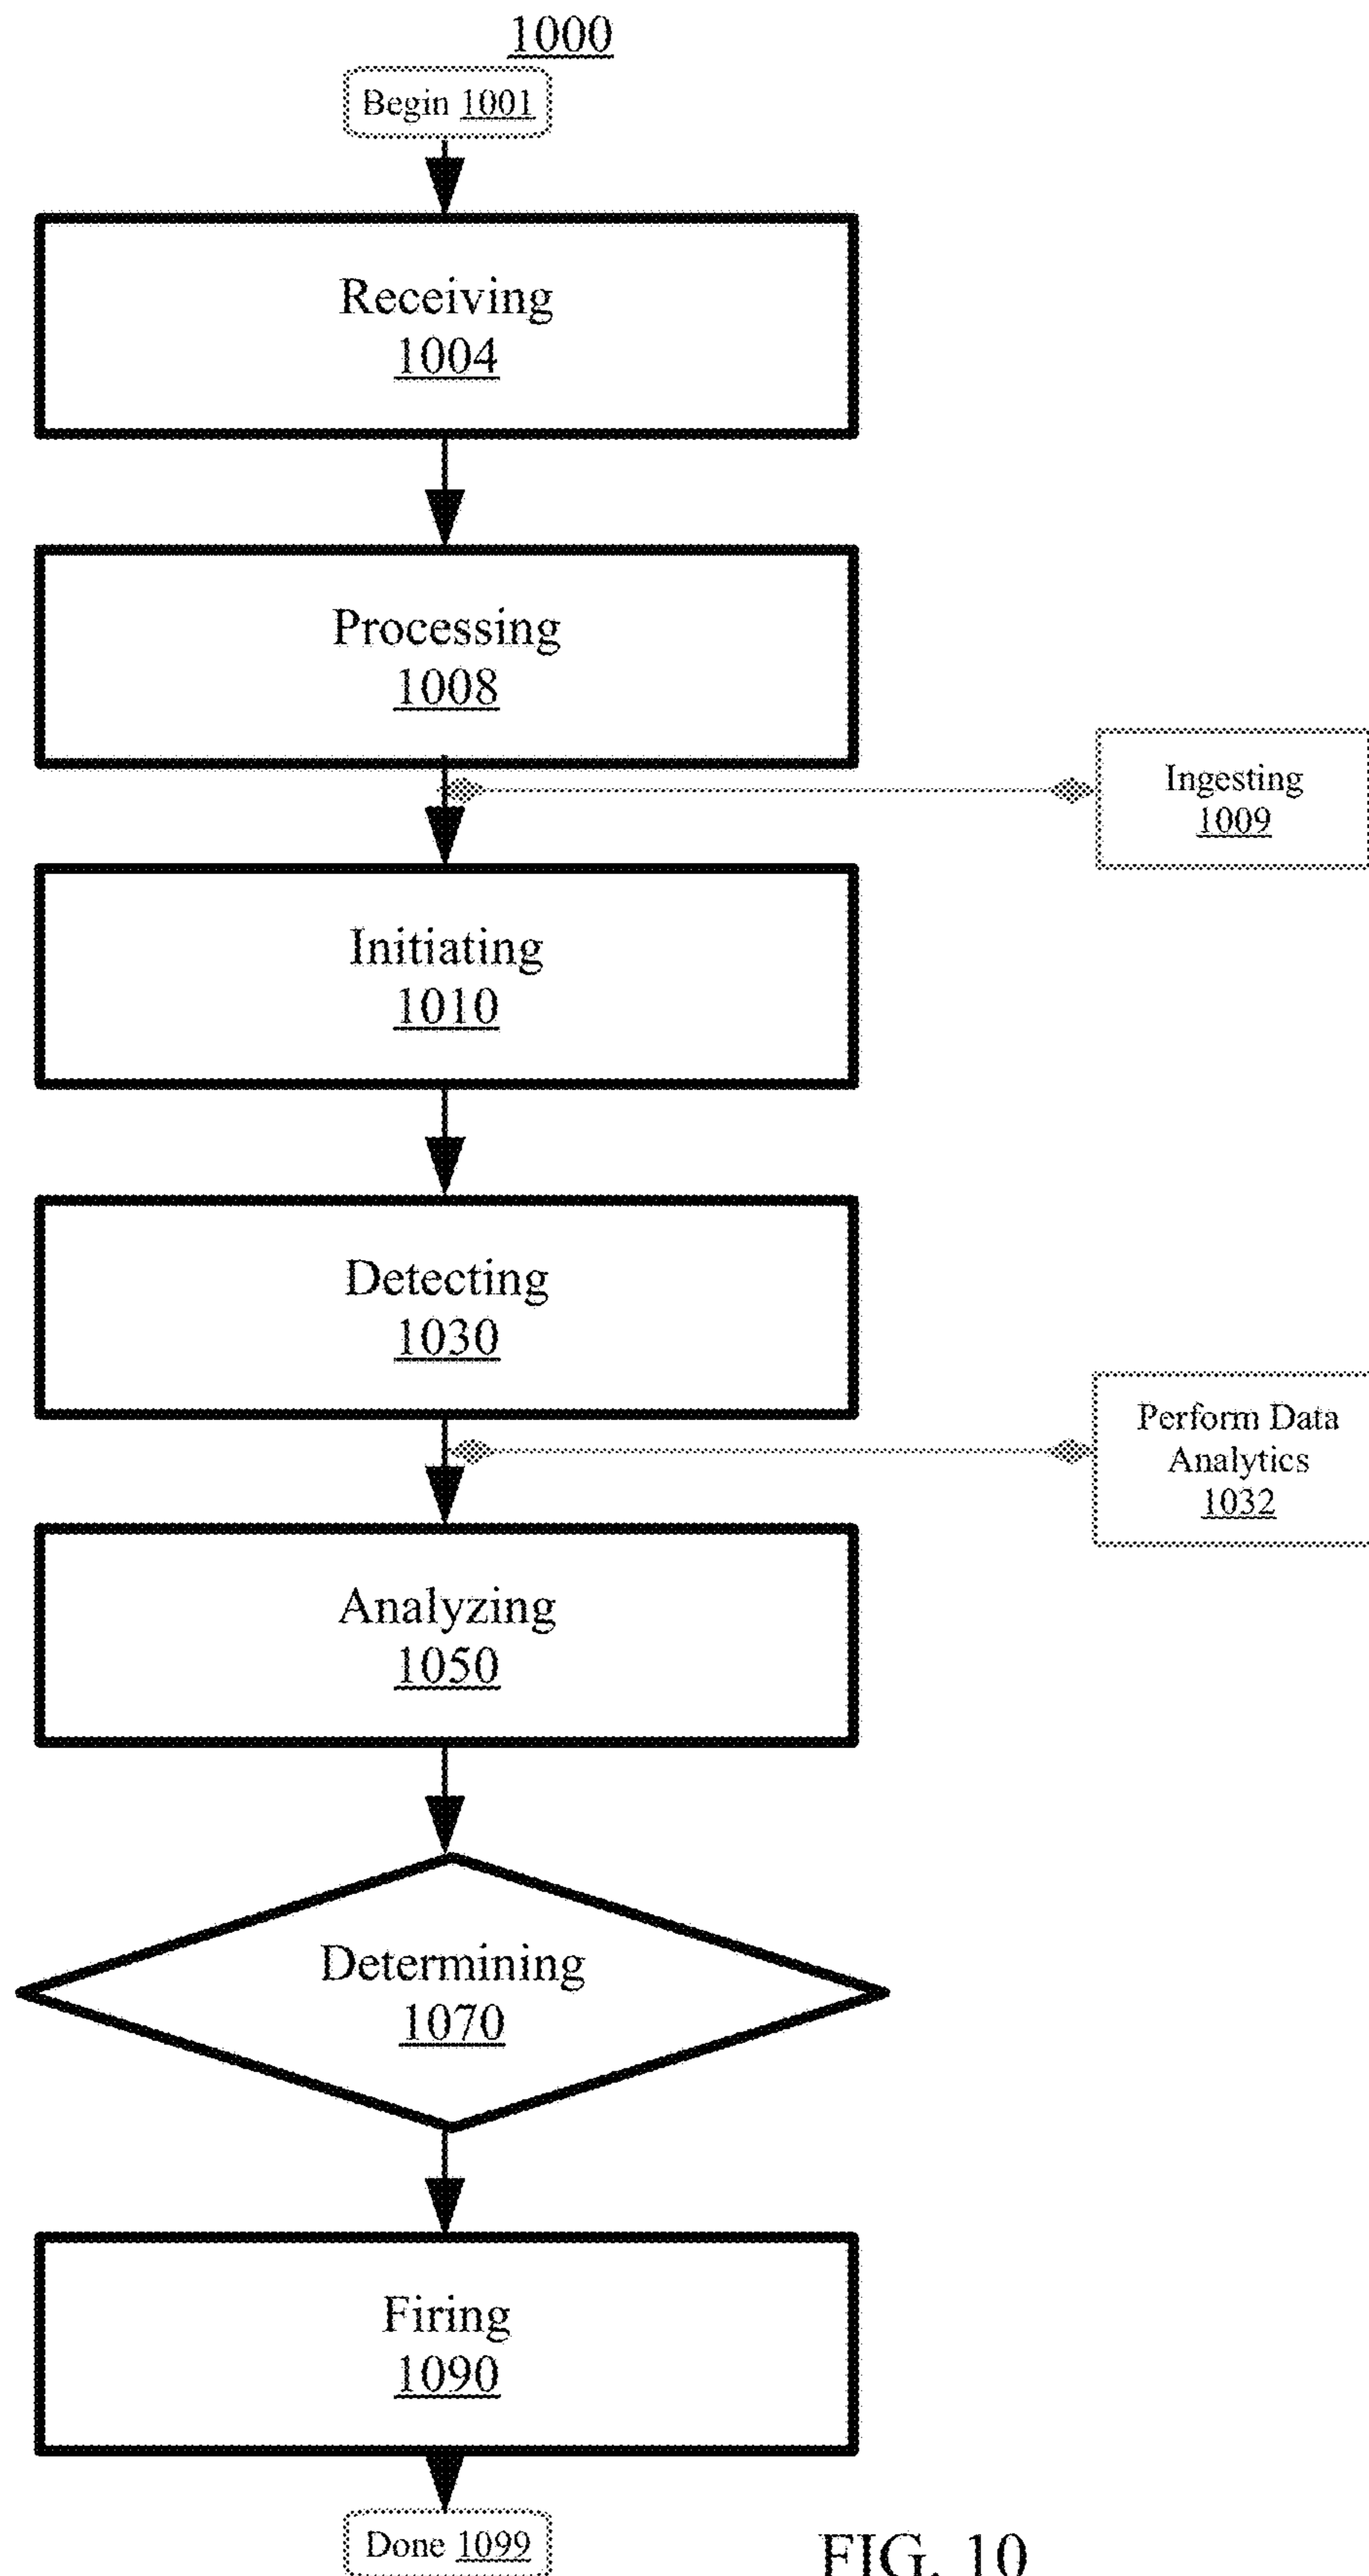 1000
Begin 1001
Receiving
1004
Processing
1008
Ingesting
1009
Initiating
1010
Detecting
1030
Perform Data
Analytics
1032
Analyzing
1050
Determining
1070
Firing
1090
Done 1099
FIG. 10